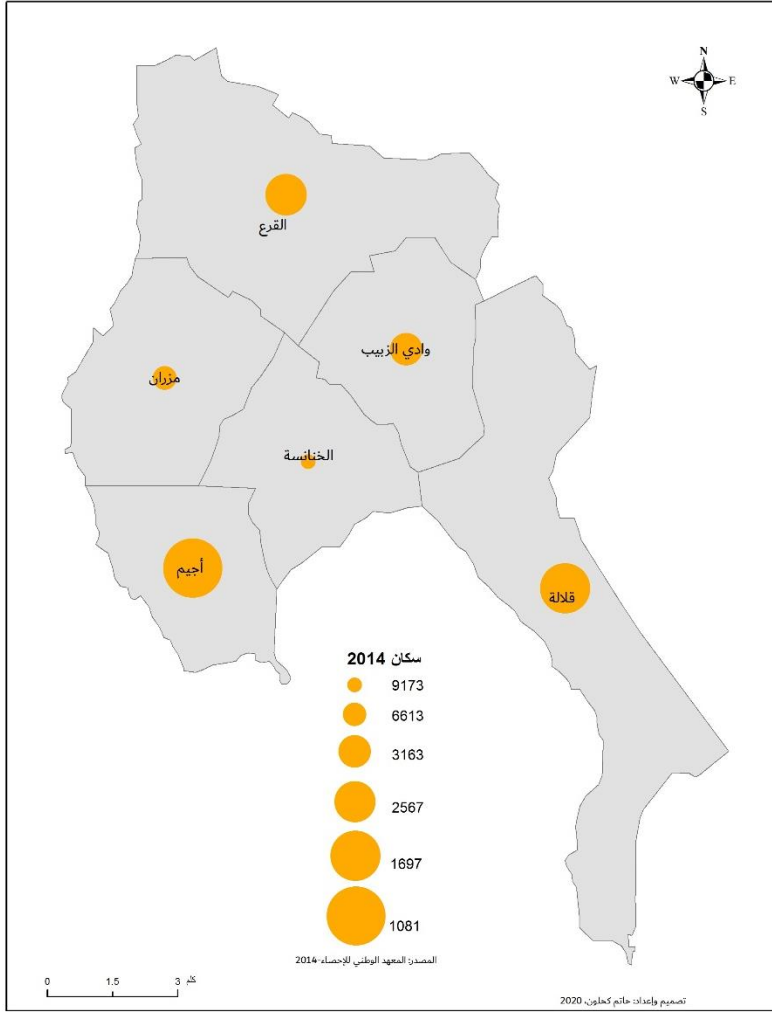 N
W E
S
القرع
وادي الزبيب
مزران
الخنانسة
أجيم
قلالة
سكان 2014
9173
6613
3163
2567
1697
1081
المصدر: المعهد الوطني للإحصاء-2014
0 1.5 3 كلم
تصميم وإعداد: حاتم كحلون، 2020